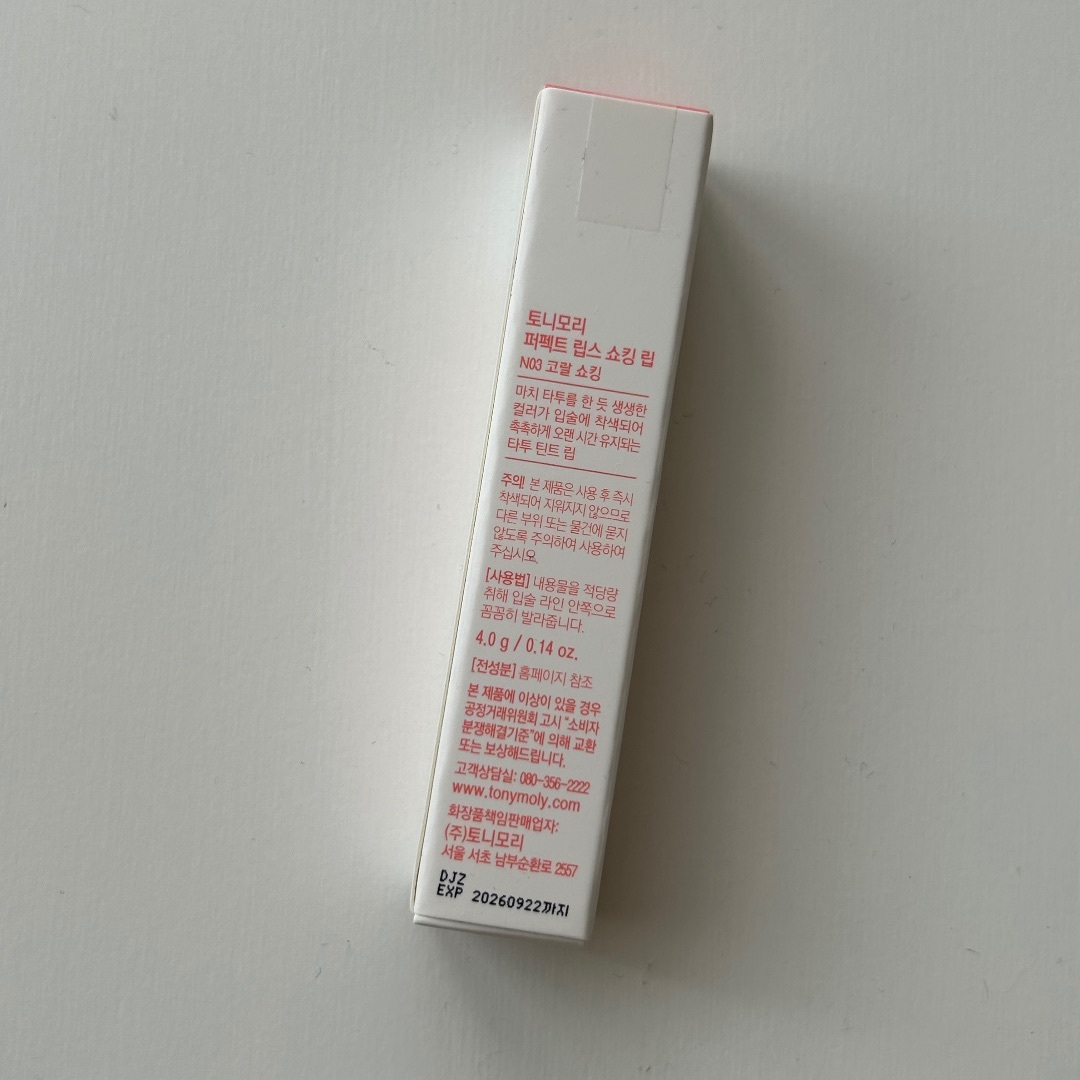 토니모리
퍼펙트 립스 쇼킹 립
N03 코랄 쇼킹
마치 타투를 한 듯 생생한
컬러가 입술에 착색되어
촉촉하게 오랜 시간 유지되는
타투 틴트 립
주의! 본 제품은 사용 후 즉시
착색되어 지워지지 않으므로
다른 부위 또는 물건에 묻지
않도록 주의하여 사용하여
주십시오.
[사용법] 내용물을 적당량
취해 입술 라인 안쪽으로
꼼꼼히 발라줍니다.
4.0 g / 0.14 oz.
[전성분] 홈페이지 참조
본 제품에 이상이 있을 경우
공정거래위원회 고시 "소비자
분쟁해결기준"에 의해 교환
또는 보상해드립니다.
고객상담실: 080-356-2222
www.tonymoly.com
화장품책임판매업자:
(주)토니모리
서울 서초 남부순환로 2557
DJZ
EXP 20260922까지